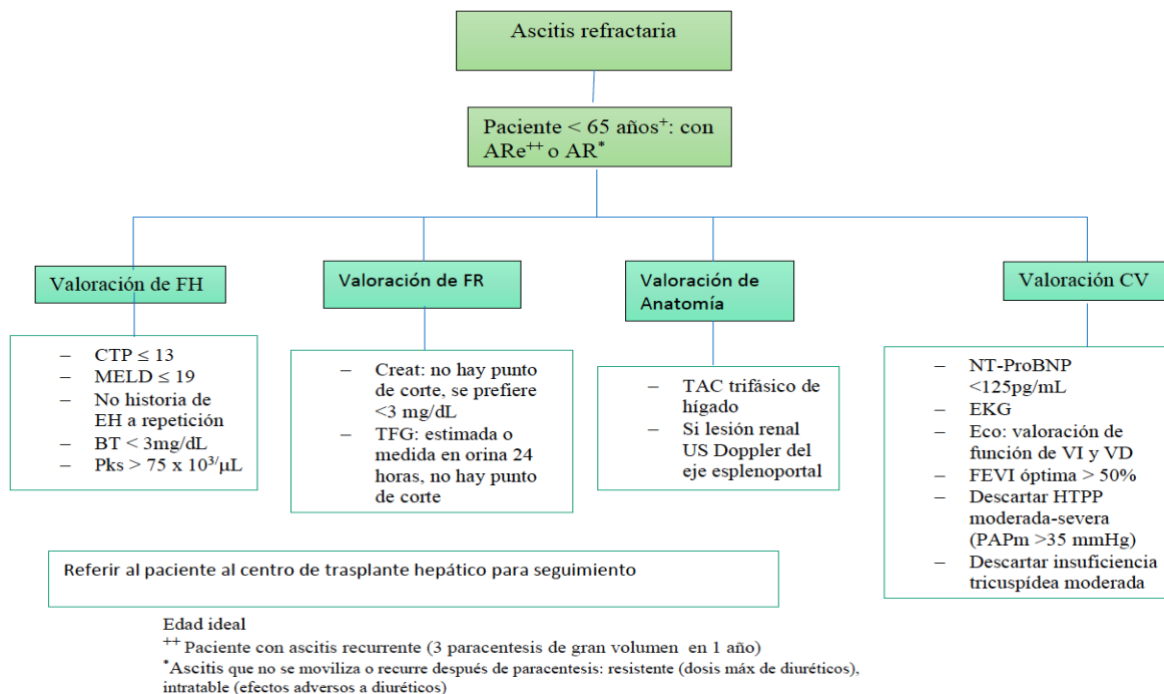 Ascitis refractaria
Paciente < 65 años⁺: con
ARe⁺⁺ o AR*
Valoración de FH
– CTP ≤ 13
– MELD ≤ 19
– No historia de
EH a repetición
– BT < 3mg/dL
– Pks > 75 x 10³/µL
Valoración de FR
– Creat: no hay punto
de corte, se prefiere
<3 mg/dL
– TFG: estimada o
medida en orina 24
horas, no hay punto
de corte
Valoración de
Anatomía
– TAC trifásico de
hígado
– Si lesión renal
US Doppler del
eje esplenoportal
Valoración CV
– NT-ProBNP
<125pg/mL
– EKG
– Eco: valoración de
función de VI y VD
– FEVI óptima > 50%
– Descartar HTPP
moderada-severa
(PAPm >35 mmHg)
– Descartar insuficiencia
tricuspídea moderada
Referir al paciente al centro de trasplante hepático para seguimiento
Edad ideal
⁺⁺ Paciente con ascitis recurrente (3 paracentesis de gran volumen en 1 año)
*Ascitis que no se moviliza o recurre después de paracentesis: resistente (dosis máx de diuréticos),
intratable (efectos adversos a diuréticos)